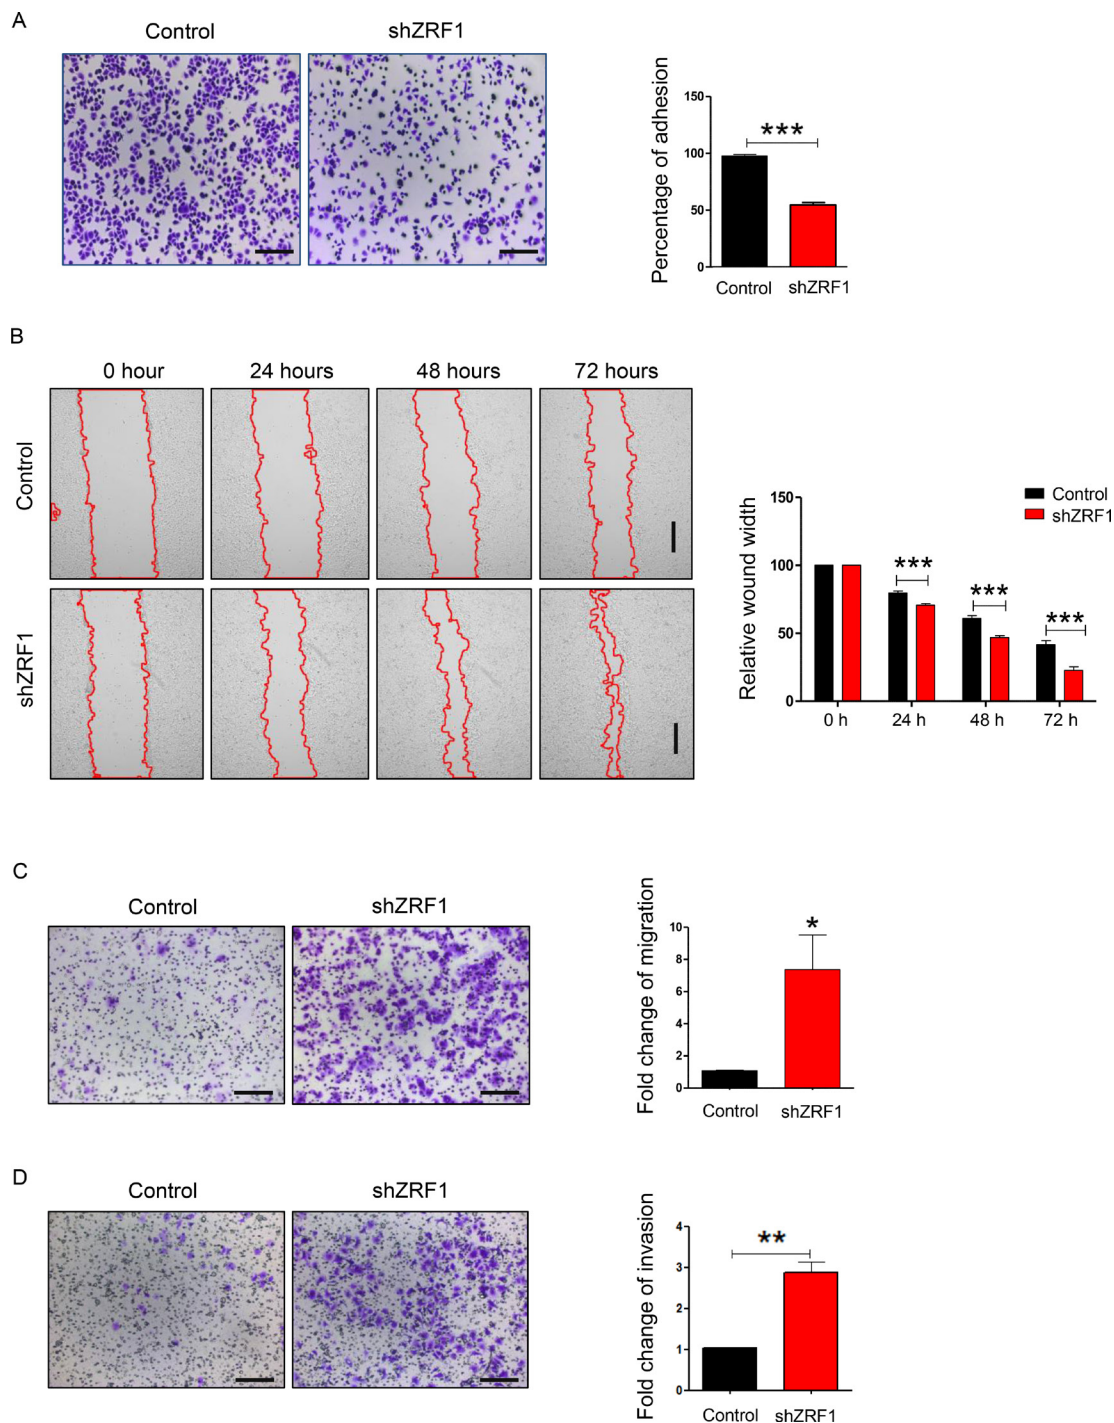 A
Control shZRF1
Percentage of adhesion
150
100
50
0
***
Control shZRF1
B
0 hour 24 hours 48 hours 72 hours
Control
shZRF1
Relative wound width
150
100
50
0
Control
shZRF1
***
***
***
0 h 24 h 48 h 72 h
C
Control shZRF1
Fold change of migration
10
8
6
4
2
0
*
Control shZRF1
D
Control shZRF1
Fold change of invasion
4
3
2
1
0
**
Control shZRF1